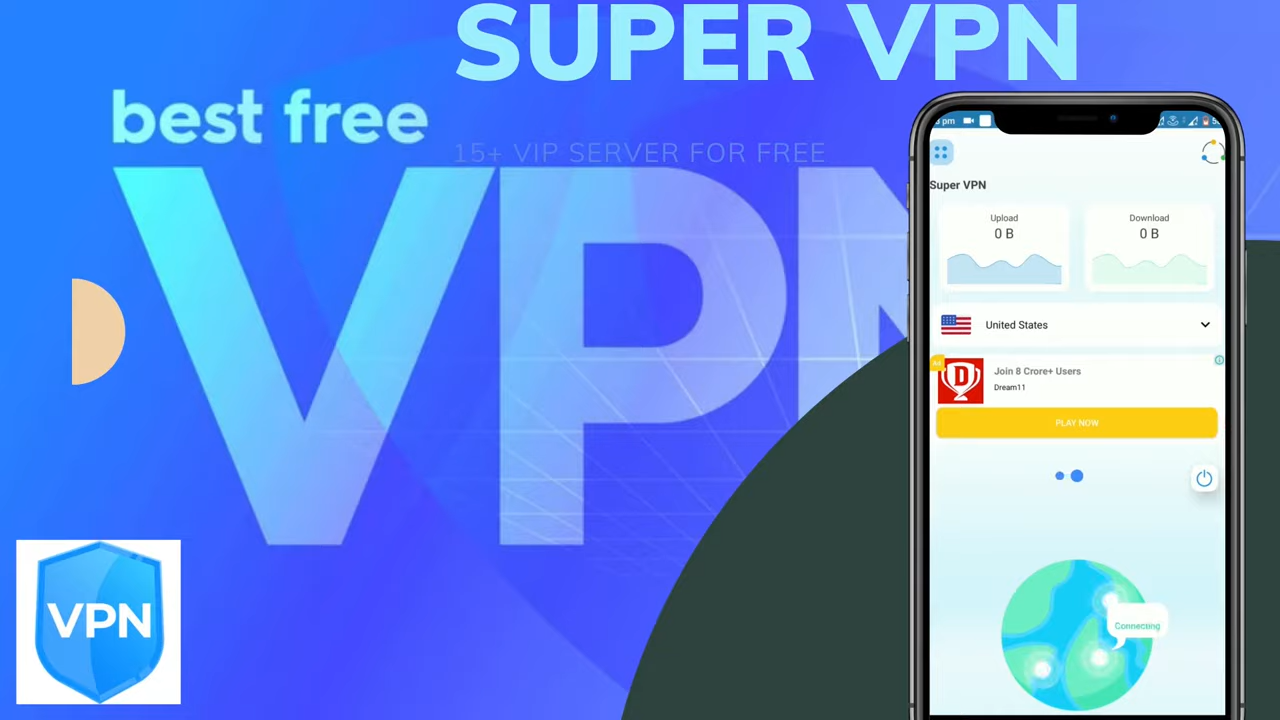 SUPER VPN
best free
15+ VIP SERVER FOR FREE
VPN
VPN
Super VPN
Upload
0 B
Download
0 B
United States
Join 8 Crore+ Users
Dream11
PLAY NOW
Connecting